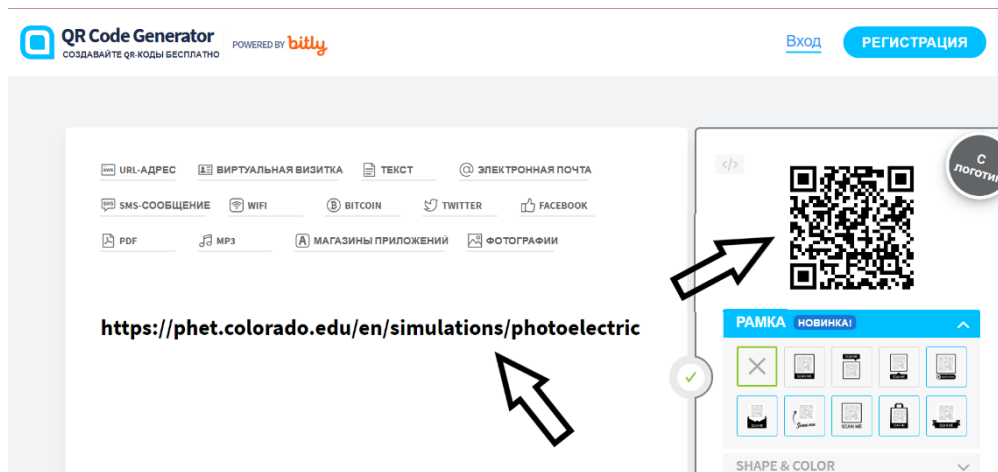 QR Code Generator
СОЗДАВАЙТЕ QR-КОДЫ БЕСПЛАТНО
POWERED BY bitly
Вход
РЕГИСТРАЦИЯ
URL-АДРЕС
ВИРТУАЛЬНАЯ ВИЗИТКА
ТЕКСТ
ЭЛЕКТРОННАЯ ПОЧТА
SMS-СООБЩЕНИЕ
WIFI
BITCOIN
TWITTER
FACEBOOK
PDF
MP3
МАГАЗИНЫ ПРИЛОЖЕНИЙ
ФОТОГРАФИИ
https://phet.colorado.edu/en/simulations/photoelectric
</>
С
РАМКА НОВИНКА!
SCAN ME
SHAPE & COLOR